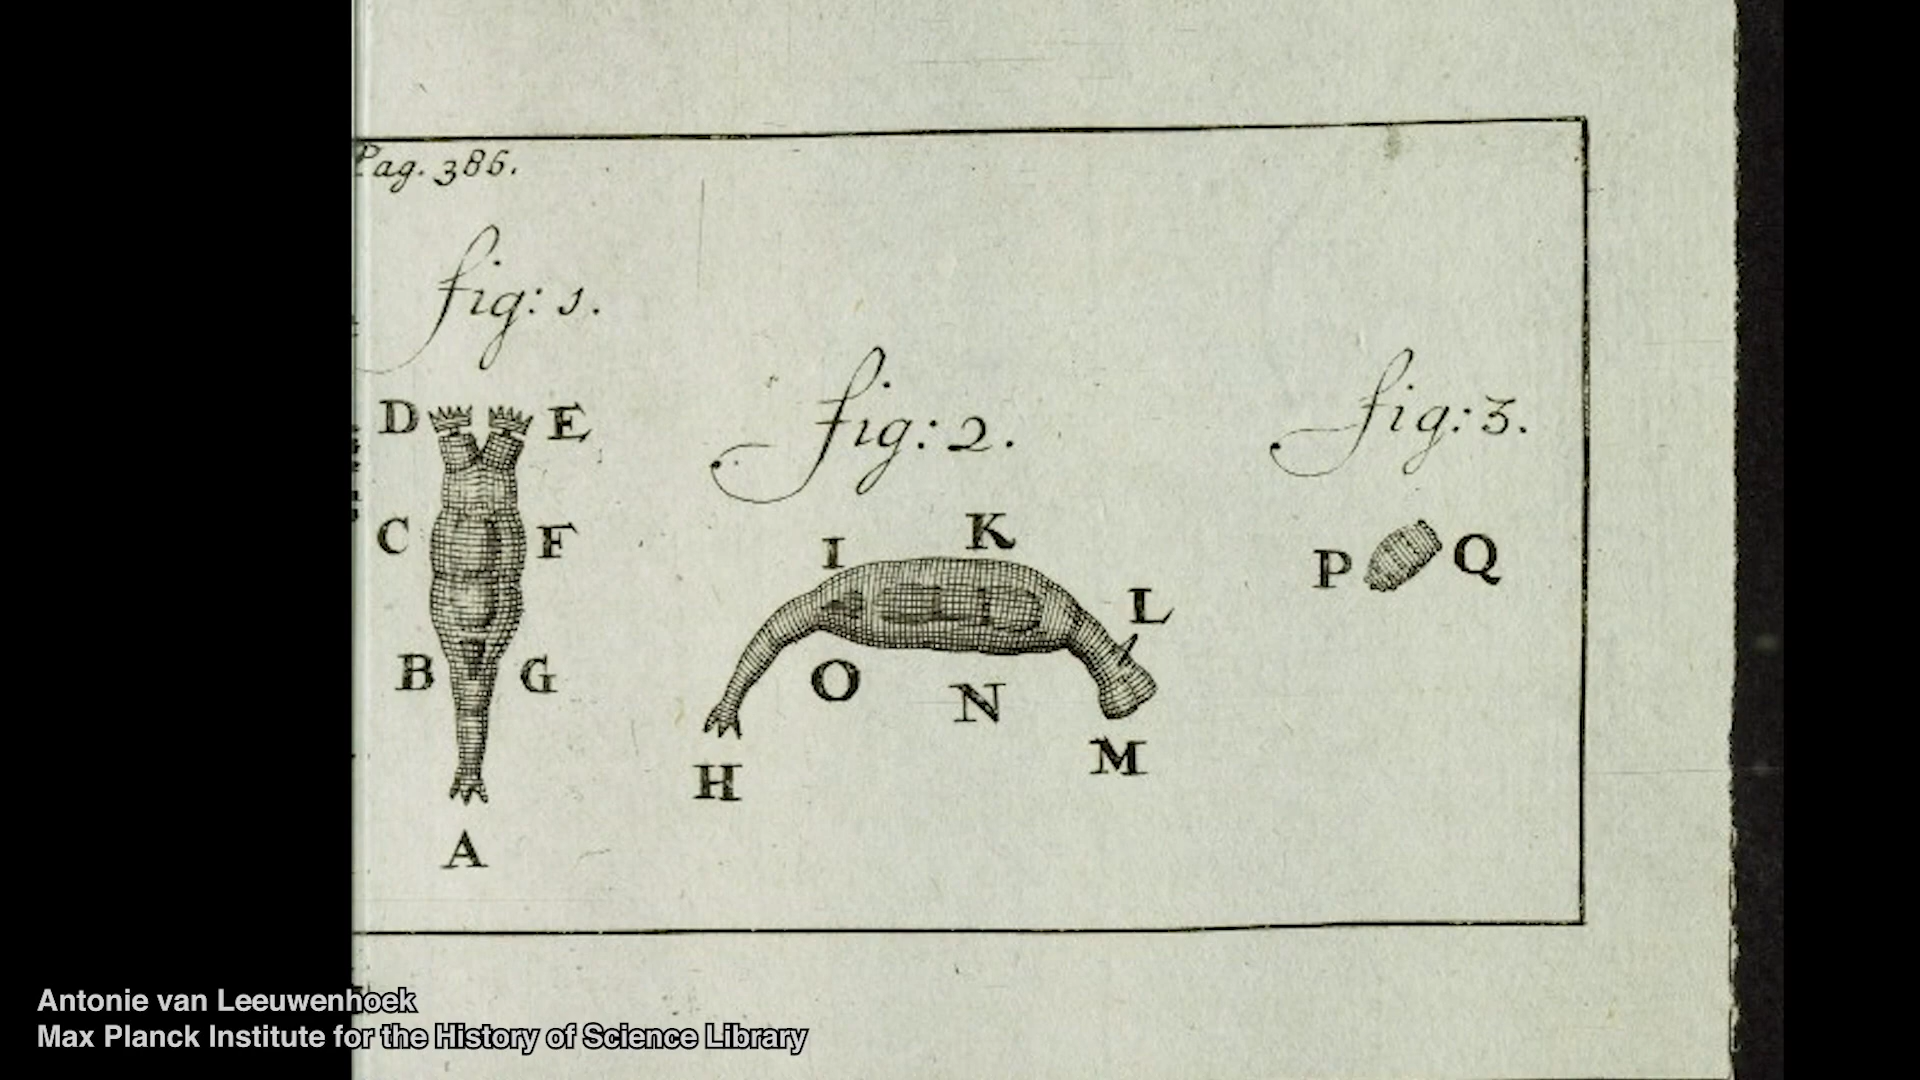 Pag. 386.
fig: 1.
fig: 2.
fig: 3.
D E
C F
B G
A
I K
L
O N
M
H
P Q
Antonie van Leeuwenhoek
Max Planck Institute for the History of Science Library